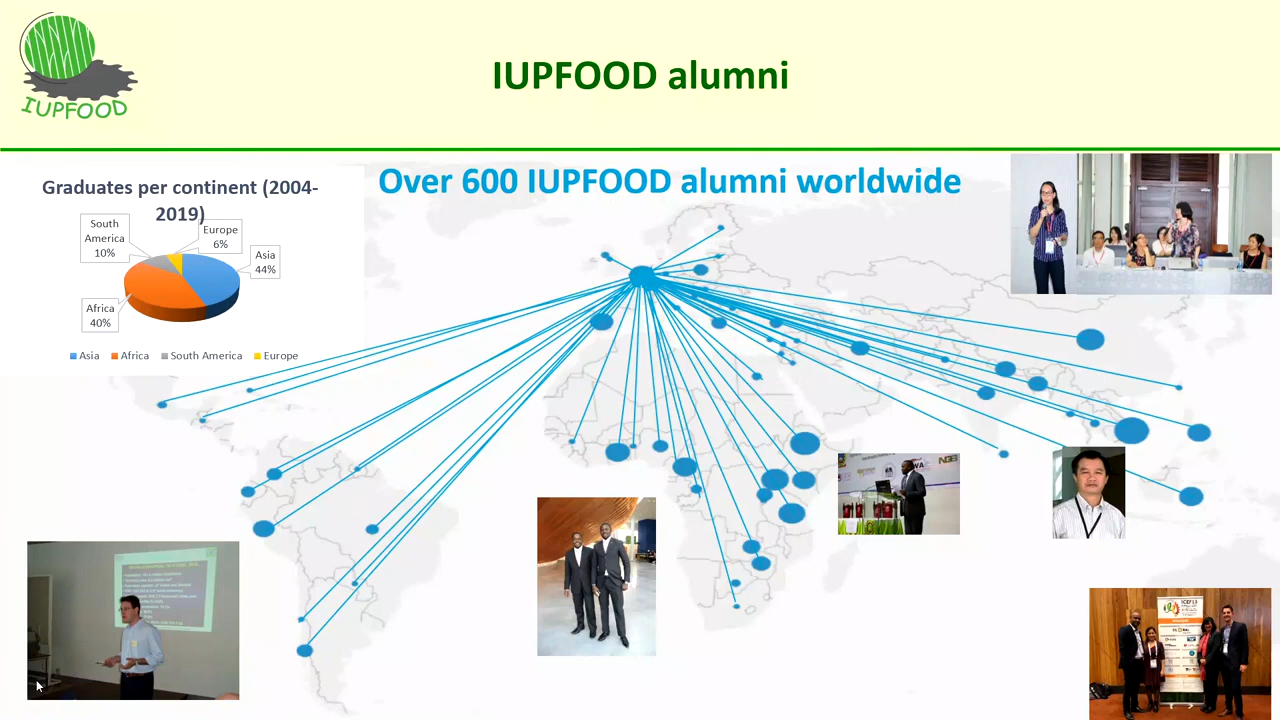 IUPFOOD
IUPFOOD alumni
Graduates per continent (2004-
2019)
South
America
10%
Europe
6%
Asia
44%
Africa
40%
Asia
Africa
South America
Europe
Over 600 IUPFOOD alumni worldwide